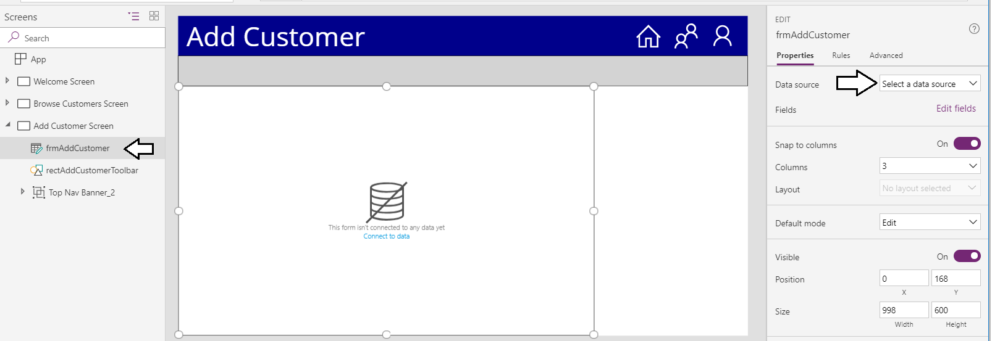 Screens
Search
App
Welcome Screen
Browse Customers Screen
Add Customer Screen
frmAddCustomer
rectAddCustomerToolbar
Top Nav Banner_2
Add Customer
This form isn't connected to any data yet
Connect to data
EDIT
frmAddCustomer
?
Properties Rules Advanced
Data source Select a data source
Fields Edit fields
Snap to columns On
Columns 3
Layout No layout selected
Default mode Edit
Visible On
Position 0 168
X Y
Size 998 600
Width Height